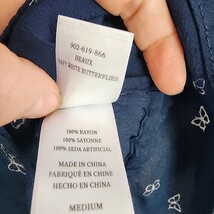 902-619-866
BEAUX
NAVY WHITE BUTTERFLIES
100% RAYON
100% SATONNE
100% SEDA ARTIFICIAL
MADE IN CHINA
FABRIQUÉ EN CHINE
HECHO EN CHINA
MEDIUM